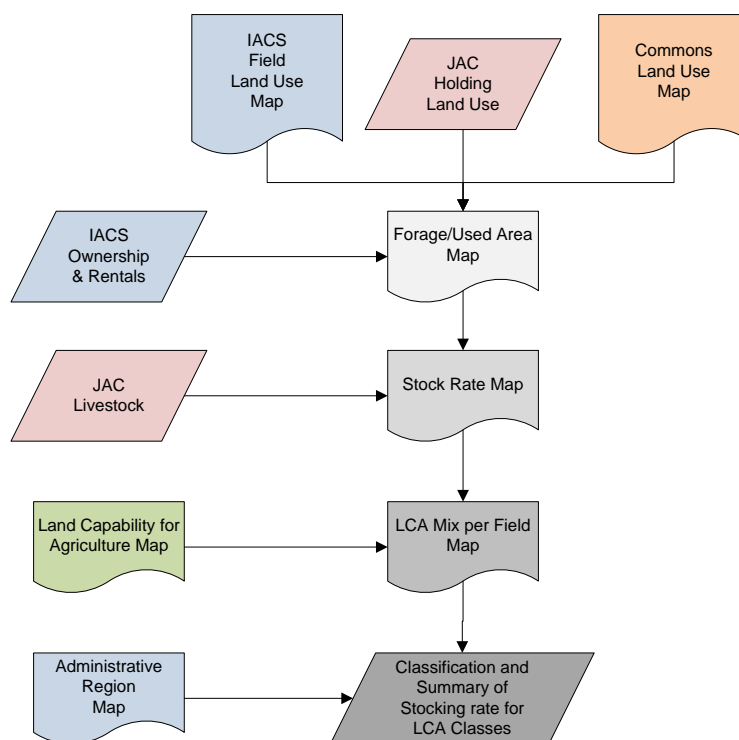 IACS
Field
Land Use
Map
JAC
Holding
Land Use
Commons
Land Use
Map
IACS
Ownership
& Rentals
Forage/Used Area
Map
JAC
Livestock
Stock Rate Map
Land Capability for
Agriculture Map
LCA Mix per Field
Map
Administrative
Region
Map
Classification and
Summary of
Stocking rate for
LCA Classes